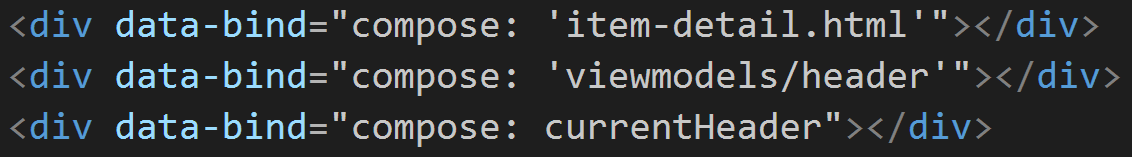 <div data-bind="compose: 'item-detail.html'"></div>
<div data-bind="compose: 'viewmodels/header'"></div>
<div data-bind="compose: currentHeader"></div>